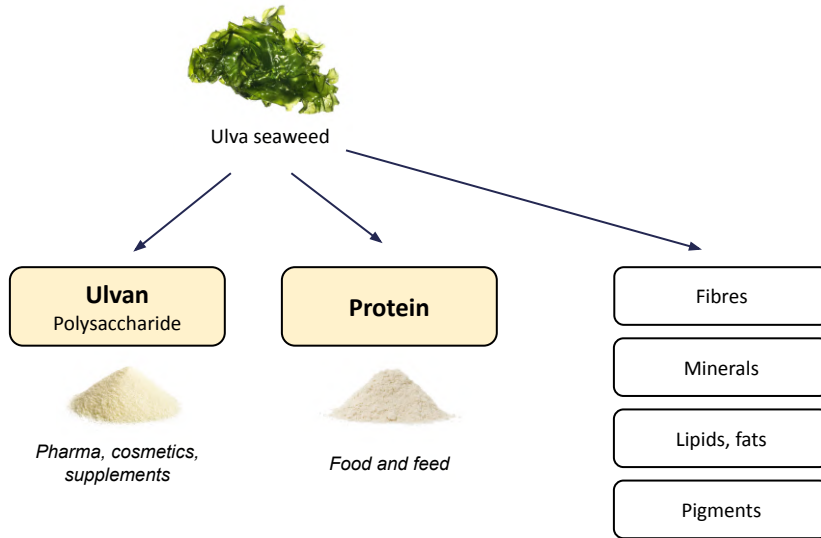 Ulva seaweed
Ulvan
Polysaccharide
Pharma, cosmetics,
supplements
Protein
Food and feed
Fibres
Minerals
Lipids, fats
Pigments